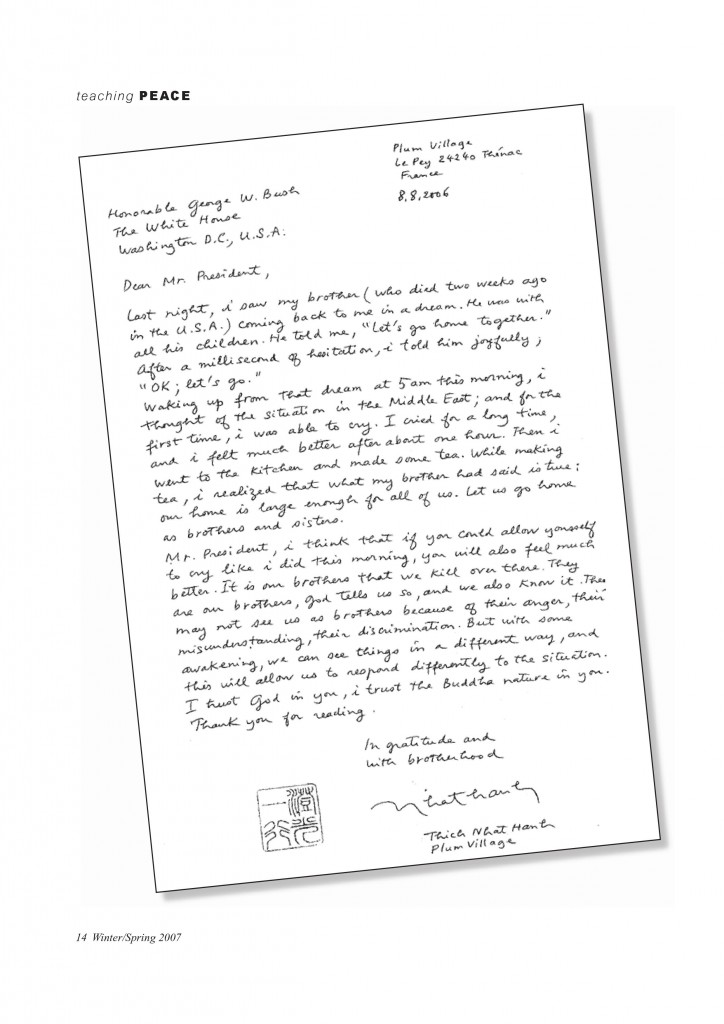 teaching PEACE
Plum Village
Le Pey 24240 Thénac
France
8.8.2006
Honorable George W. Bush
The White House
Washington D.C., U.S.A.
Dear Mr. President,
Last night, i saw my brother (who died two weeks ago
in the U.S.A.) coming back to me in a dream. He was with
all his children. He told me, "Let's go home together."
After a millisecond of hesitation, i told him joyfully;
"OK; let's go."
Waking up from that dream at 5 am this morning, i
thought of the situation in the Middle East; and for the
first time, i was able to cry. I cried for a long time,
and i felt much better after about one hour. Then i
went to the kitchen and made some tea. While making
tea, i realized that what my brother had said is true:
our home is large enough for all of us. Let us go home
as brothers and sisters.
Mr. President, i think that if you could allow yourself
to cry like i did this morning, you will also feel much
better. It is our brothers that we kill over there. They
are our brothers, God tells us so, and we also know it. They
may not see us as brothers because of their anger, their
misunderstanding, their discrimination. But with some
awakening, we can see things in a different way, and
this will allow us to respond differently to the situation.
I trust God in you, i trust the Buddha nature in you.
Thank you for reading.
In gratitude and
with brotherhood
Nhat Hanh
一行
澄光
Thich Nhat Hanh
Plum Village
14 Winter/Spring 2007